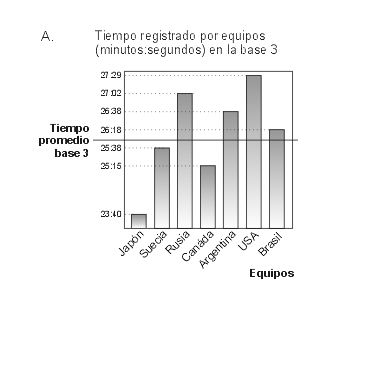 A.
Tiempo registrado por equipos
(minutos:segundos) en la base 3
27:29
27:02
26:38
26:18
Tiempo
promedio
base 3
25:38
25:15
23:40
Japón
Suecia
Rusia
Canáda
Argentina
USA
Brasil
Equipos